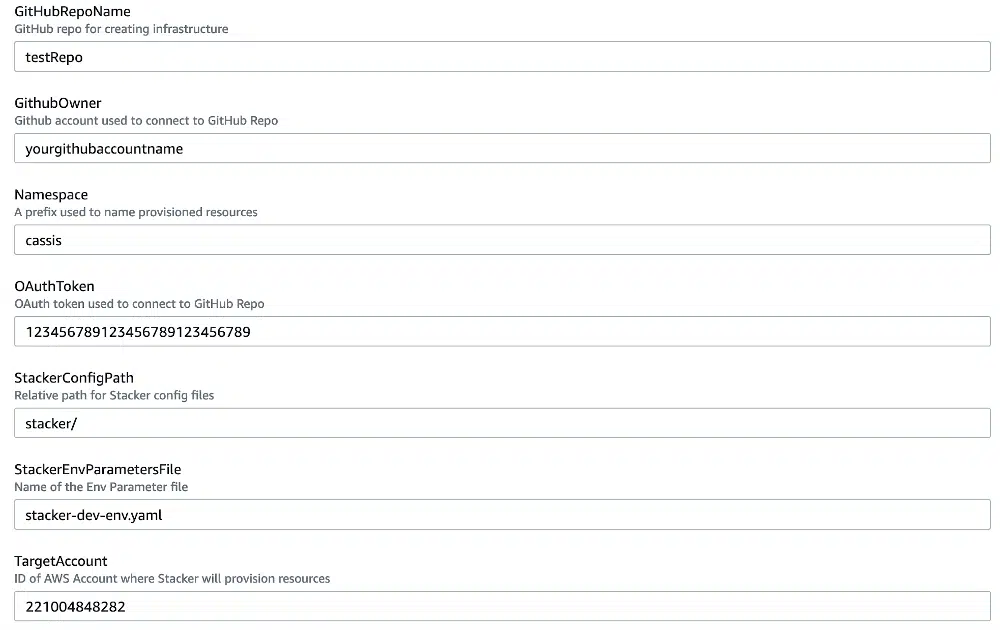 GitHubRepoName
GitHub repo for creating infrastructure
testRepo
GithubOwner
Github account used to connect to GitHub Repo
yourgithubaccountname
Namespace
A prefix used to name provisioned resources
cassis
OAuthToken
OAuth token used to connect to GitHub Repo
123456789123456789123456789
StackerConfigPath
Relative path for Stacker config files
stacker/
StackerEnvParametersFile
Name of the Env Parameter file
stacker-dev-env.yaml
TargetAccount
ID of AWS Account where Stacker will provision resources
221004848282